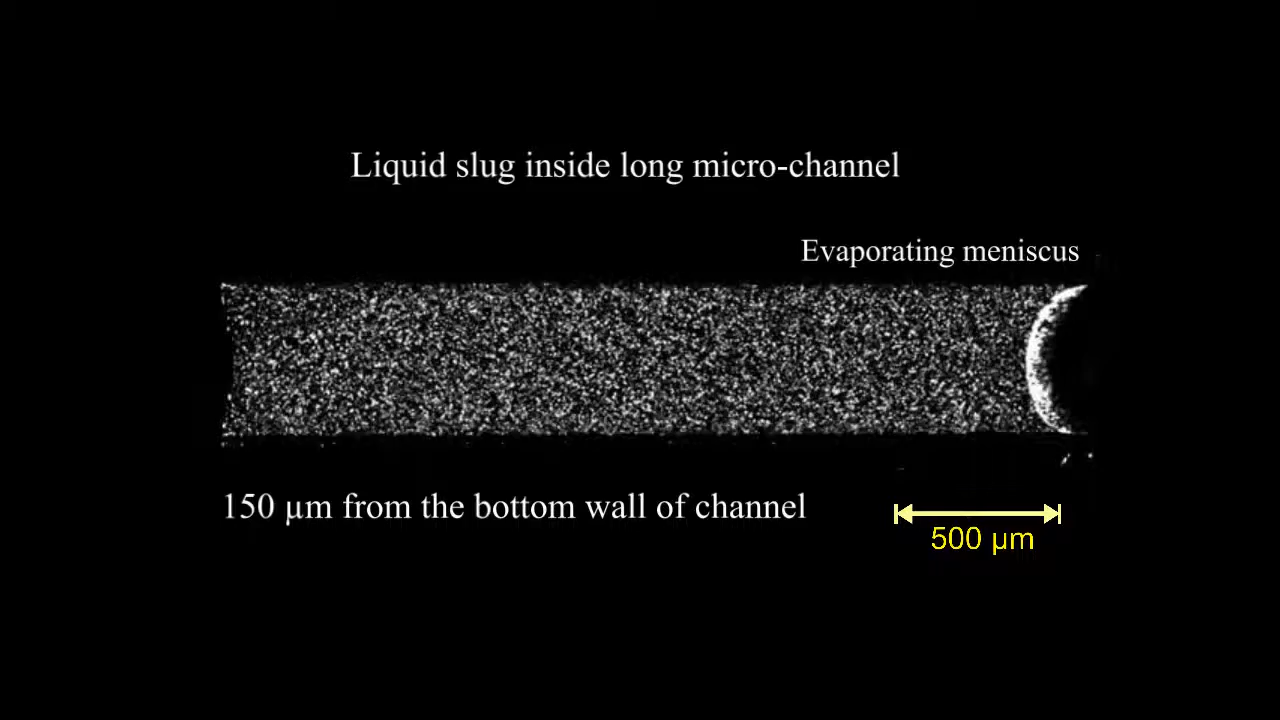 Liquid slug inside long micro-channel
Evaporating meniscus
150 µm from the bottom wall of channel
500 µm